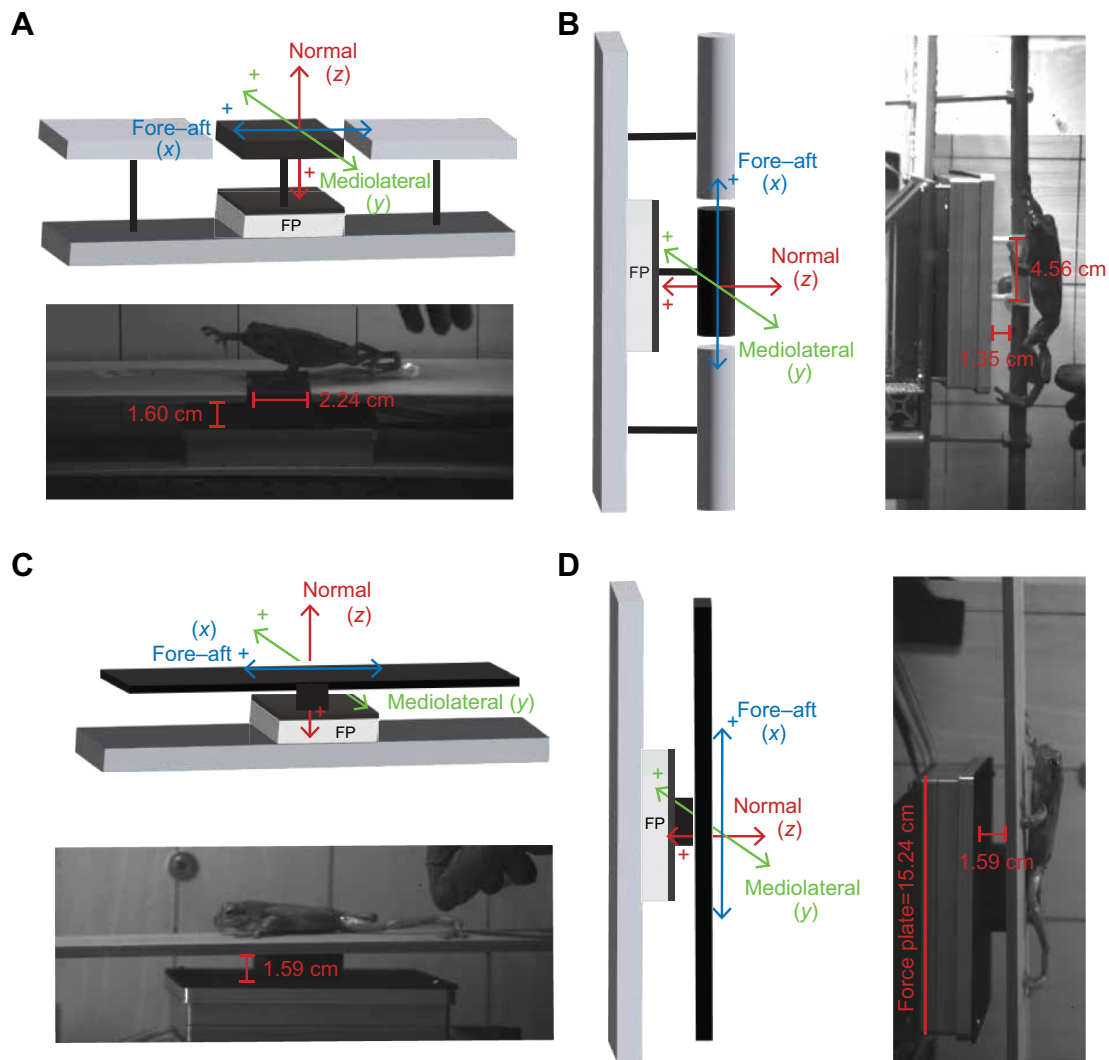 A
Normal
(z)
+
+
Fore–aft
(x)
+
Mediolateral
(y)
FP
1.60 cm
2.24 cm
B
Fore–aft
+
(x)
+
Normal
(z)
FP
+
Mediolateral
(y)
4.56 cm
1.35 cm
C
Normal
(z)
+
(x)
Fore–aft +
Mediolateral (y)
+
FP
1.59 cm
D
+ Fore–aft
(x)
+
Normal
(z)
FP
+
Mediolateral
(y)
Force plate=15.24 cm
1.59 cm